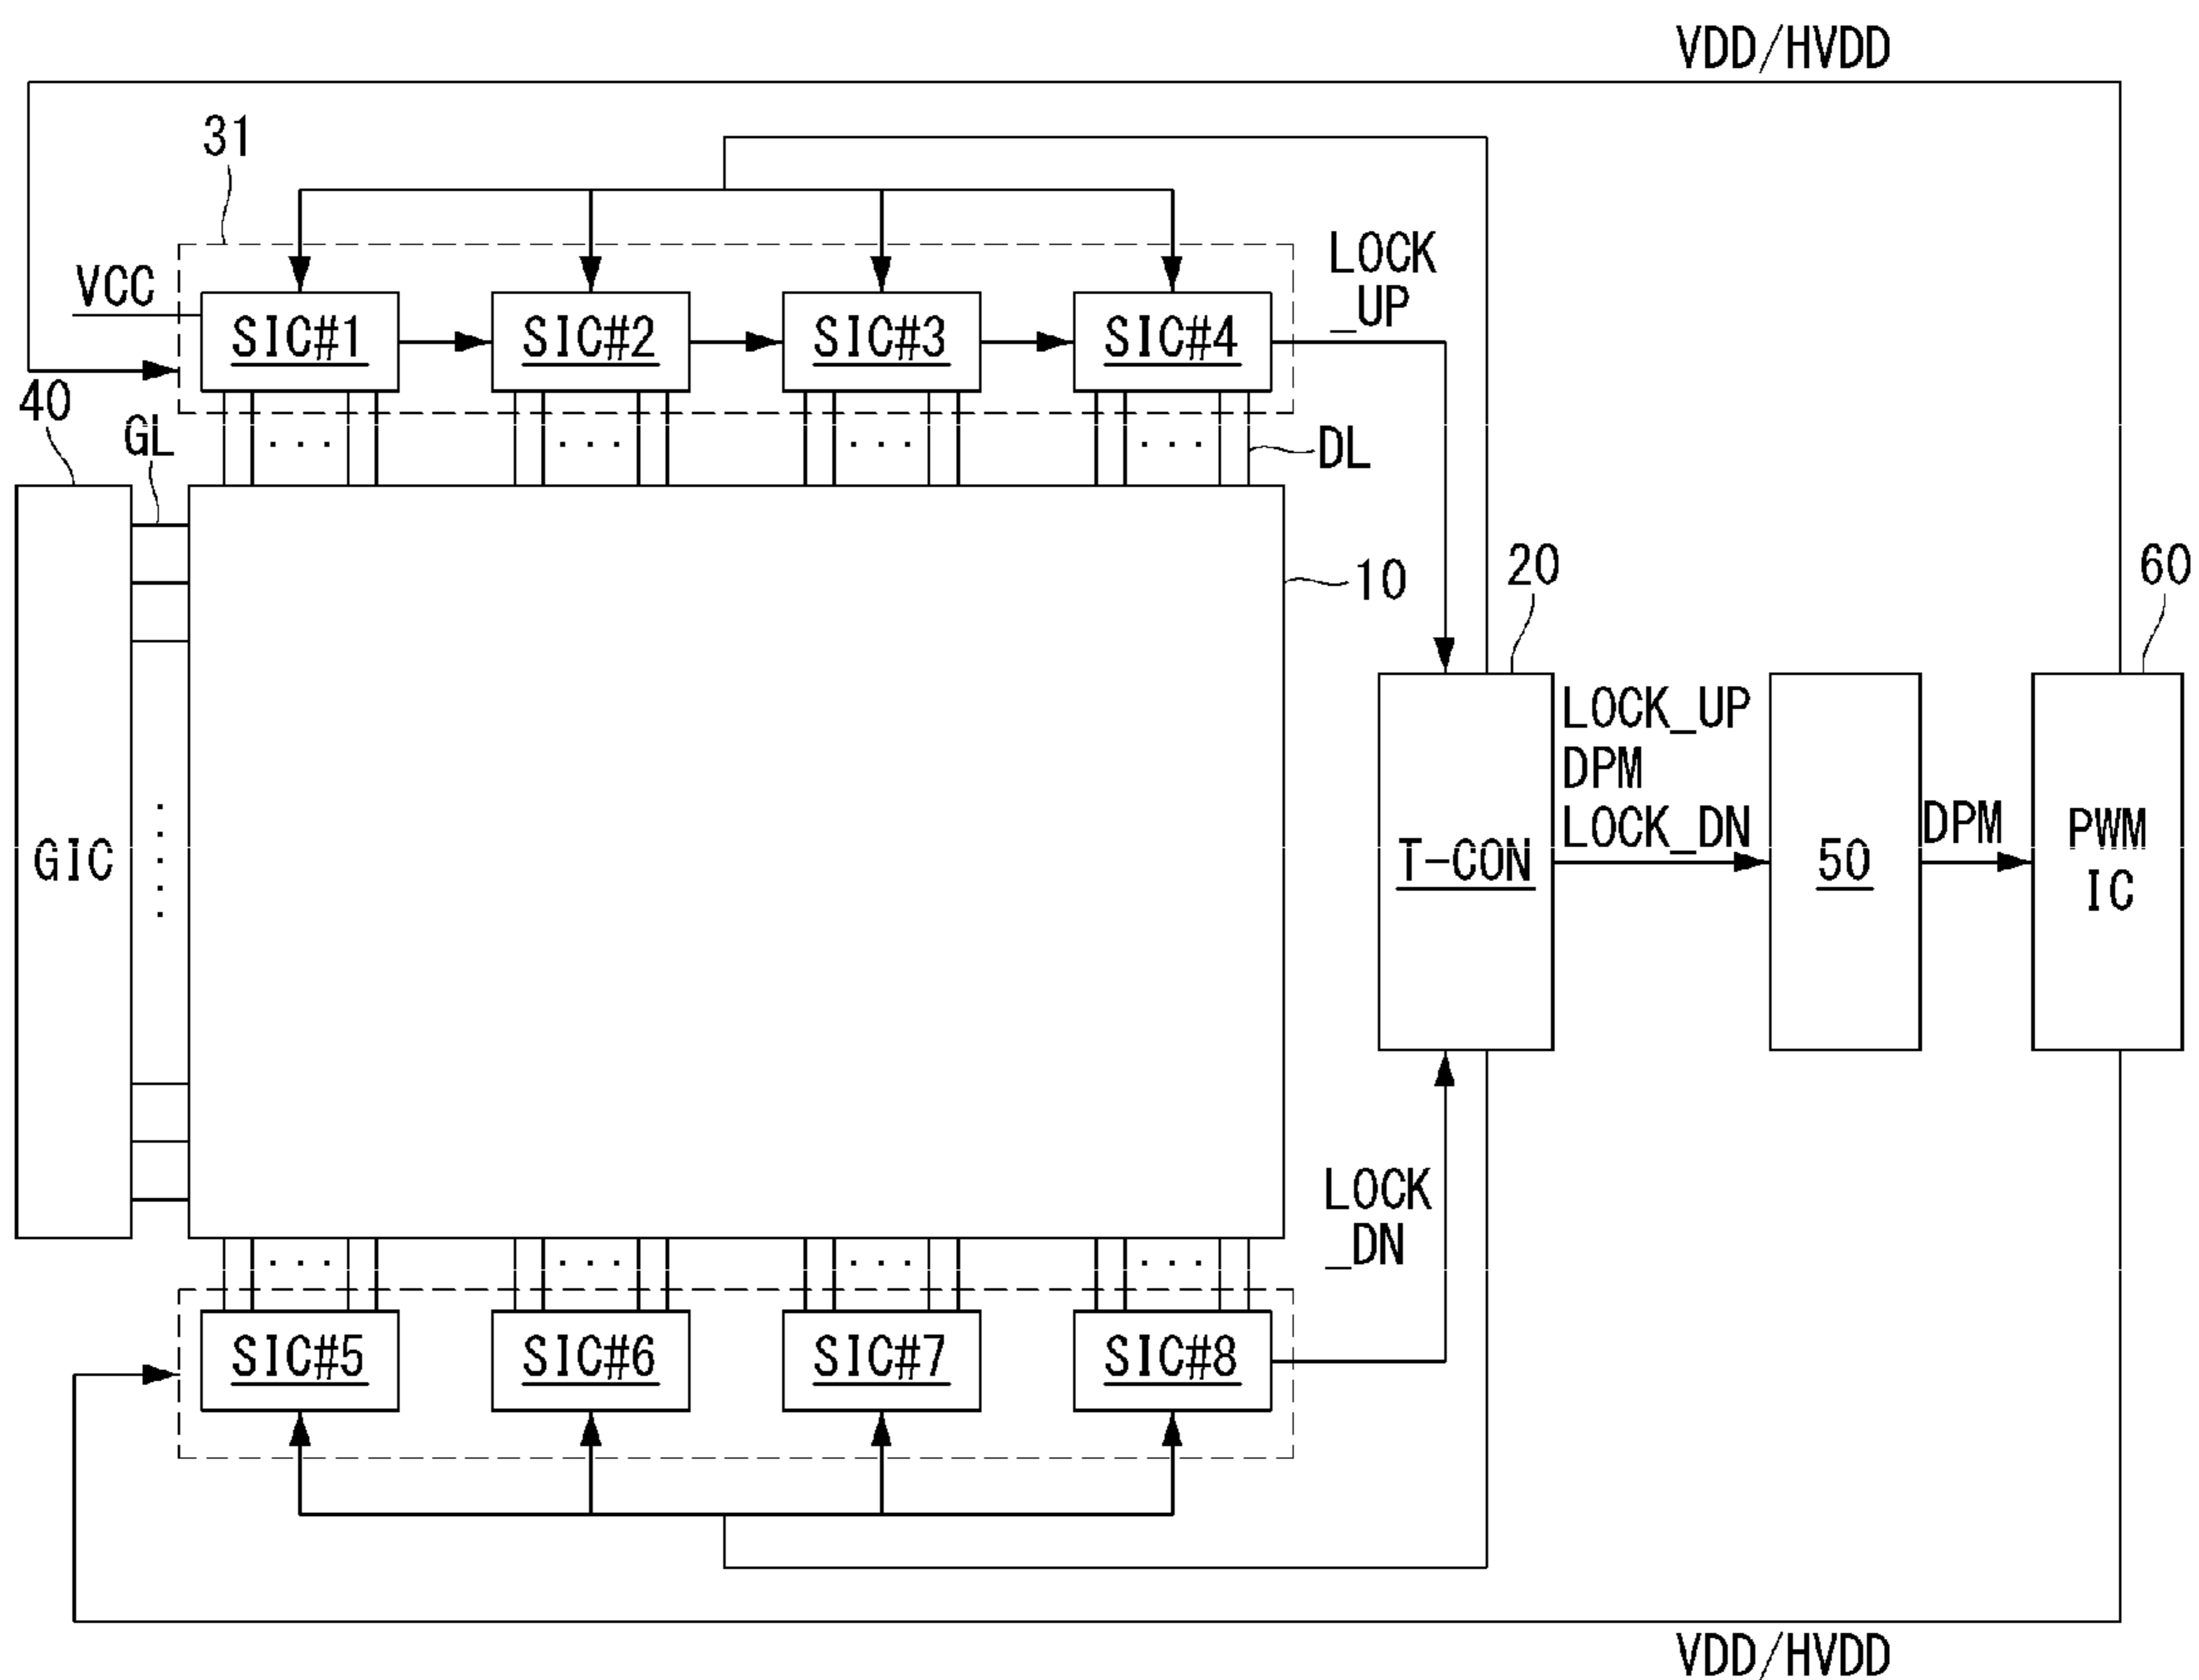 VDD/HVDD
31
VCC
SIC#1
SIC#2
SIC#3
SIC#4
LOCK
_UP
40
GL
DL
10
20
60
GIC
T-CON
LOCK_UP
DPM
LOCK_DN
50
DPM
PWM
IC
LOCK
_DN
SIC#5
SIC#6
SIC#7
SIC#8
VDD/HVDD